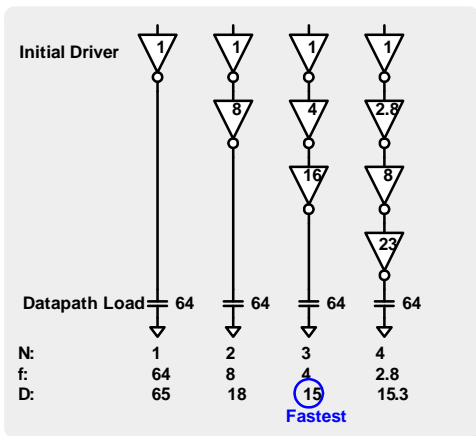 Initial Driver 1 1 1 1
8 4 2.8
16 8
23
Datapath Load 64 64 64 64
N: 1 2 3 4
f: 64 8 4 2.8
D: 65 18 15 15.3
Fastest